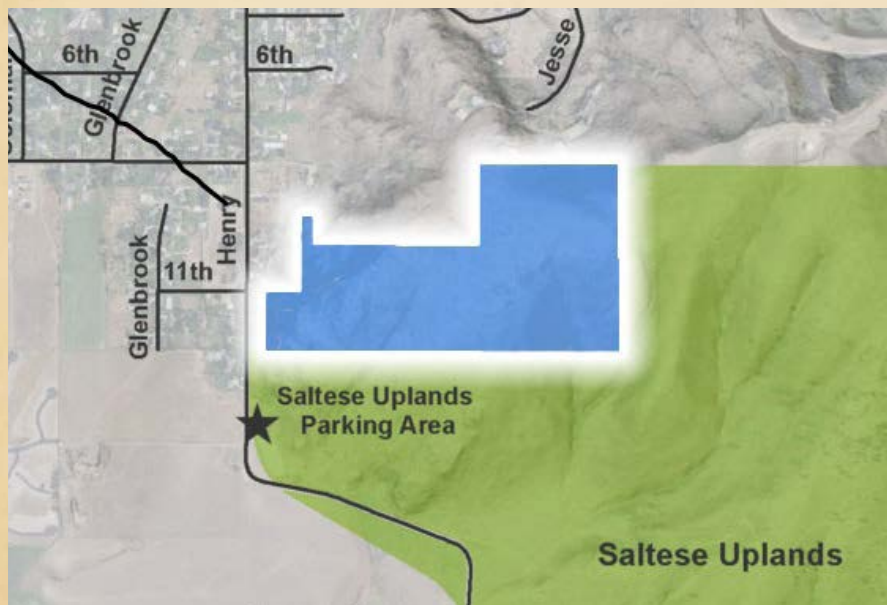 6th
6th
Jesse
Glenbrook
Henry
Glenbrook
11th
Saltese Uplands
Parking Area
Saltese Uplands